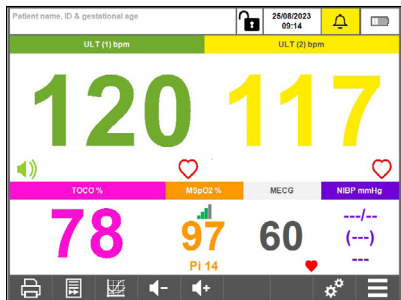 Patient name, ID & gestational age
25/08/2023
09:14
ULT (1) bpm
ULT (2) bpm
120
117
TOCO %
MSpO2 %
MECG
NIBP mmHg
78
97
Pi 14
60
---/--
(---)
---